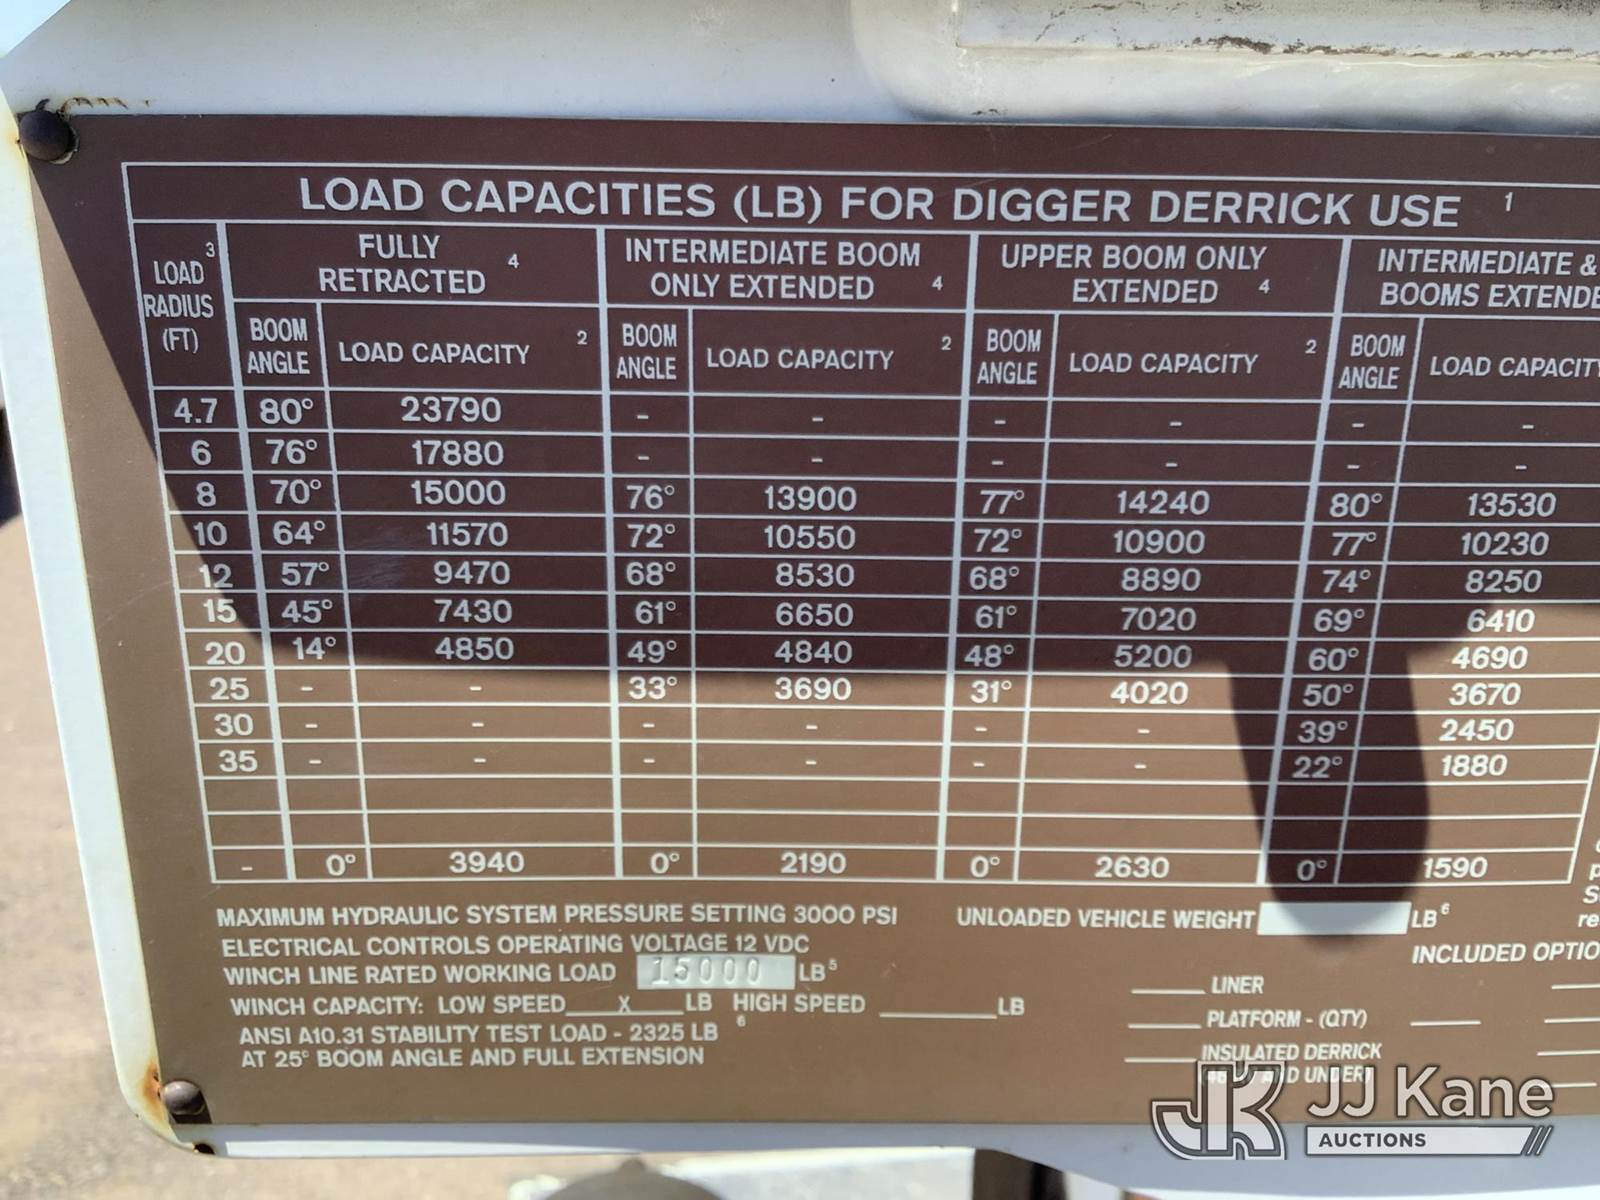 LOAD CAPACITIES (LB) FOR DIGGER DERRICK USE 1
LOAD 3 RADIUS (FT)
FULLY RETRACTED 4
INTERMEDIATE BOOM ONLY EXTENDED 4
UPPER BOOM ONLY EXTENDED 4
INTERMEDIATE &
BOOMS
BOOM ANGLE LOAD CAPACITY 2 BOOM ANGLE LOAD CAPACITY 2 BOOM ANGLE LOAD CAPACITY 2 BOOM ANGLE LOAD
4.7 80° 23790 - - - - - -
6 76° 17880 - - - - - -
8 70° 15000 76° 13900 77° 14240 80° 13530
10 64° 11570 72° 10550 72° 10900 77° 10230
12 57° 9470 68° 8530 68° 8890 74° 8250
15 45° 7430 61° 6650 61° 7020 69° 6410
20 14° 4850 49° 4840 48° 5200 60° 4690
25 - - 33° 3690 31° 4020 50° 3670
30 - - - - - - 39° 2450
35 - - - - - - 22° 1880
- 0° 3940 0° 2190 0° 2630 0° 1590
MAXIMUM HYDRAULIC SYSTEM PRESSURE SETTING 3000 PSI UNLOADED VEHICLE WEIGHT LB 6
ELECTRICAL CONTROLS OPERATING VOLTAGE 12 VDC
WINCH LINE RATED WORKING LOAD 15000 LB 5
WINCH CAPACITY: LOW SPEED___X___LB HIGH SPEED ______LB
ANSI A10.31 STABILITY TEST LOAD - 2325 LB 6
AT 25° BOOM ANGLE AND FULL EXTENSION
INCLUDED
____ LINER
____ PLATFORM - (QTY) ____
____ INSULATED DERRICK
AND UNDER)
JK JJ Kane
AUCTIONS